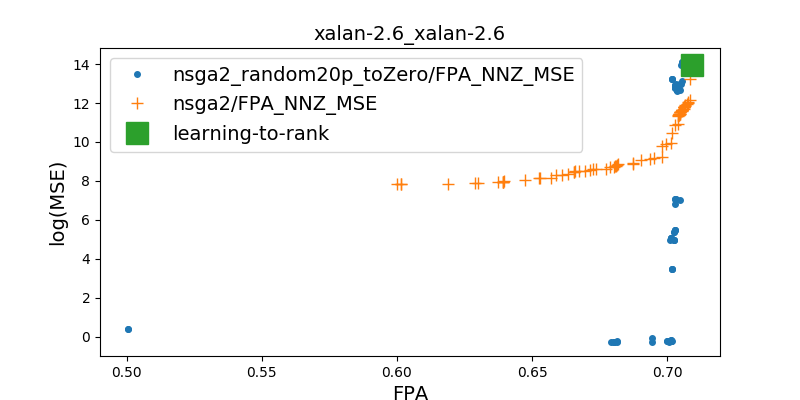 xalan-2.6_xalan-2.6
nsga2_random20p_toZero/FPA_NNZ_MSE
nsga2/FPA_NNZ_MSE
learning-to-rank
log(MSE)
14
12
10
8
6
4
2
0
0.50 0.55 0.60 0.65 0.70
FPA